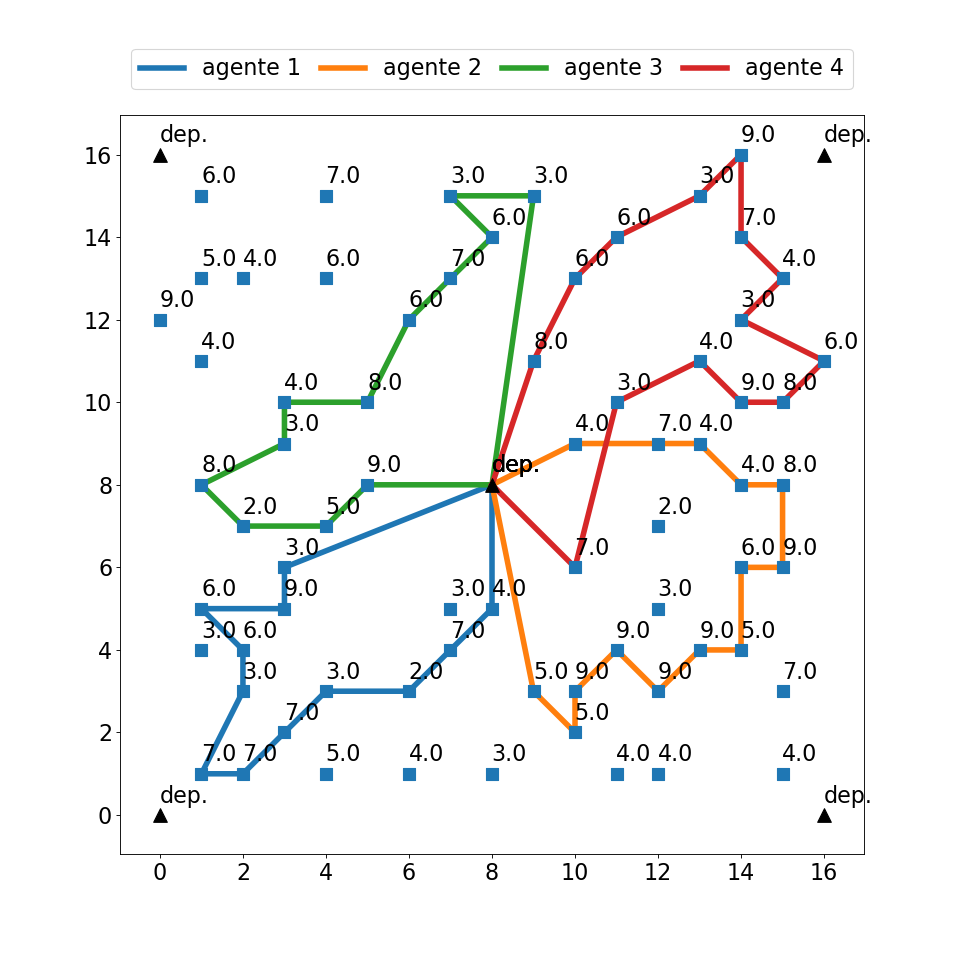 agente 1 agente 2 agente 3 agente 4
dep. 9.0 dep.
16
6.0 7.0 3.0 3.0 3.0
6.0 6.0 7.0
14
5.0 4.0 6.0 7.0 6.0 4.0
9.0 6.0 3.0
12
4.0 8.0 4.0 6.0
4.0 8.0 3.0 9.0 8.0
10
3.0 4.0 7.0 4.0
8.0 9.0 dep. 4.0 8.0
8
2.0 5.0 2.0
3.0 7.0 6.0 9.0
6
6.0 9.0 3.0 4.0 3.0
3.0 6.0 7.0 9.0 9.0 5.0
4
3.0 3.0 2.0 5.0 9.0 9.0 7.0
7.0 5.0
2
7.0 7.0 5.0 4.0 3.0 4.0 4.0 4.0
dep. dep.
0
0 2 4 6 8 10 12 14 16